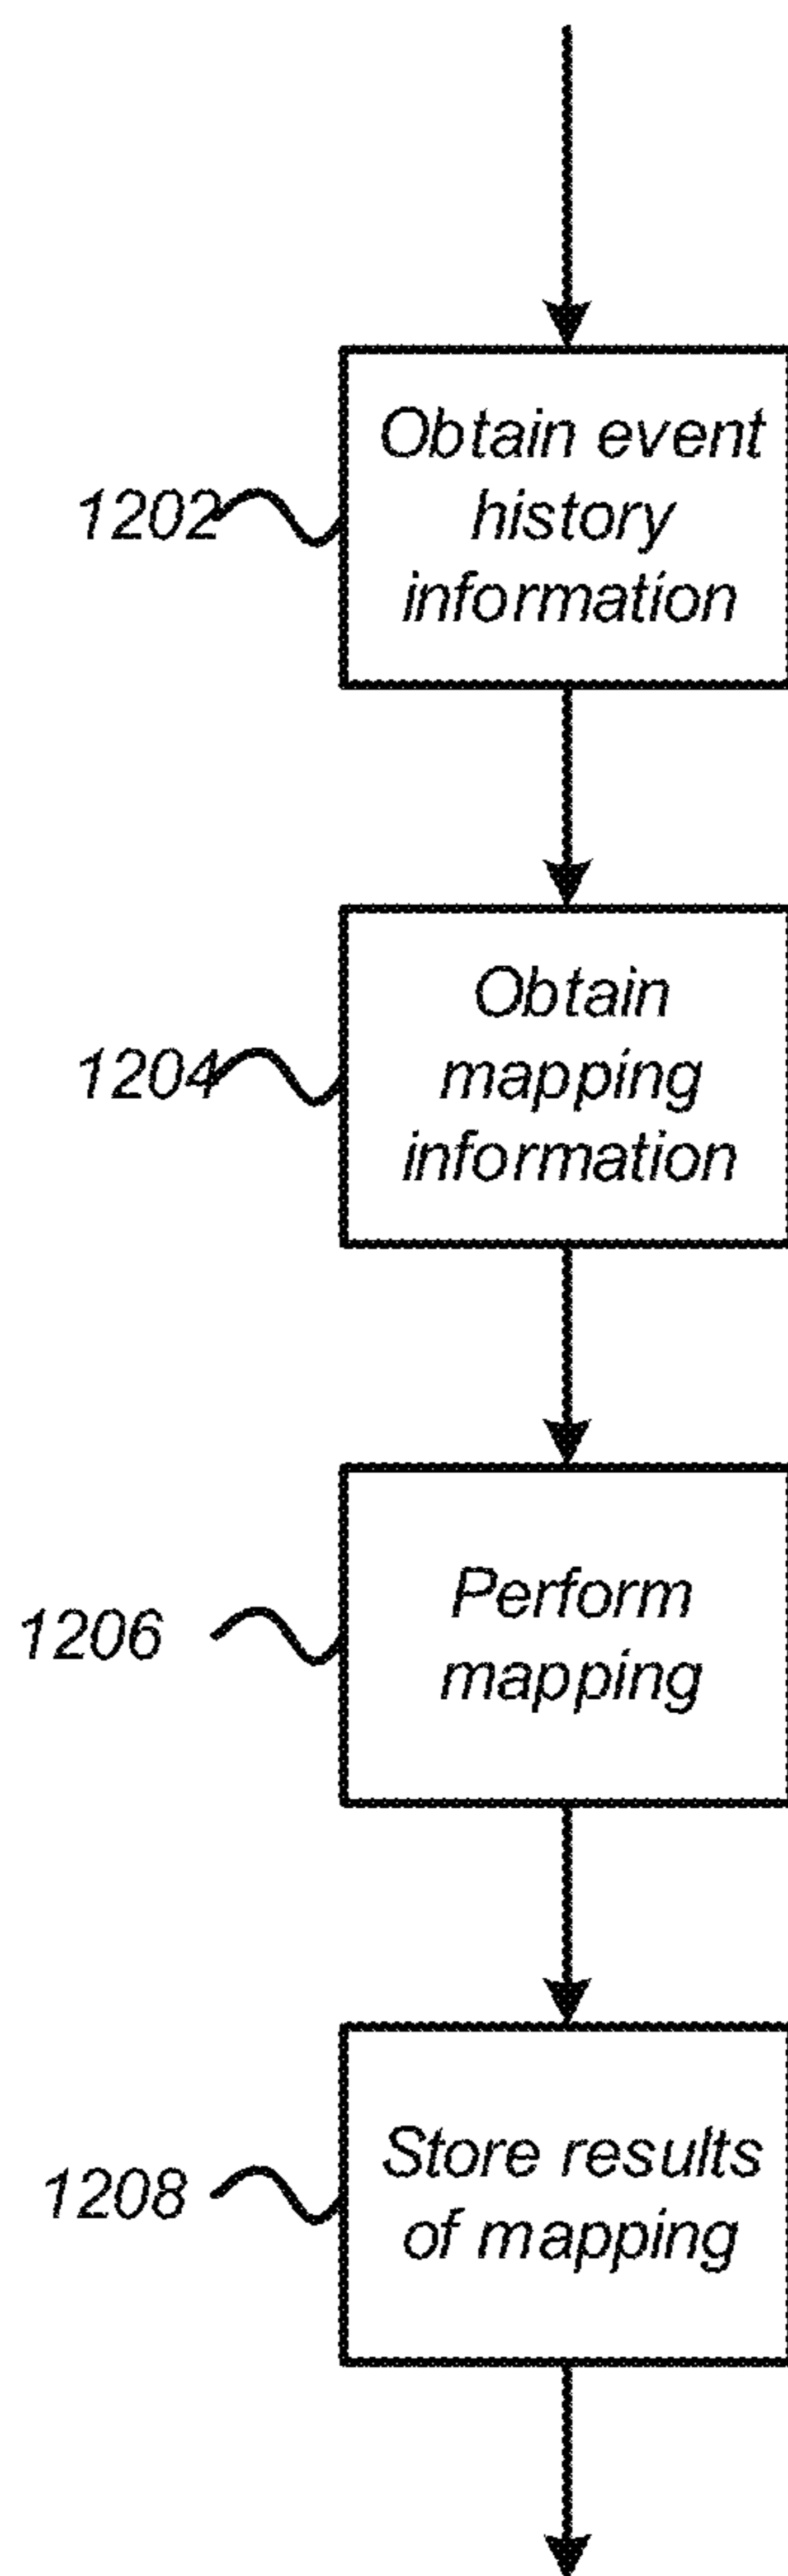 Obtain event
history
information
1202
Obtain
mapping
information
1204
Perform
mapping
1206
Store results
of mapping
1208